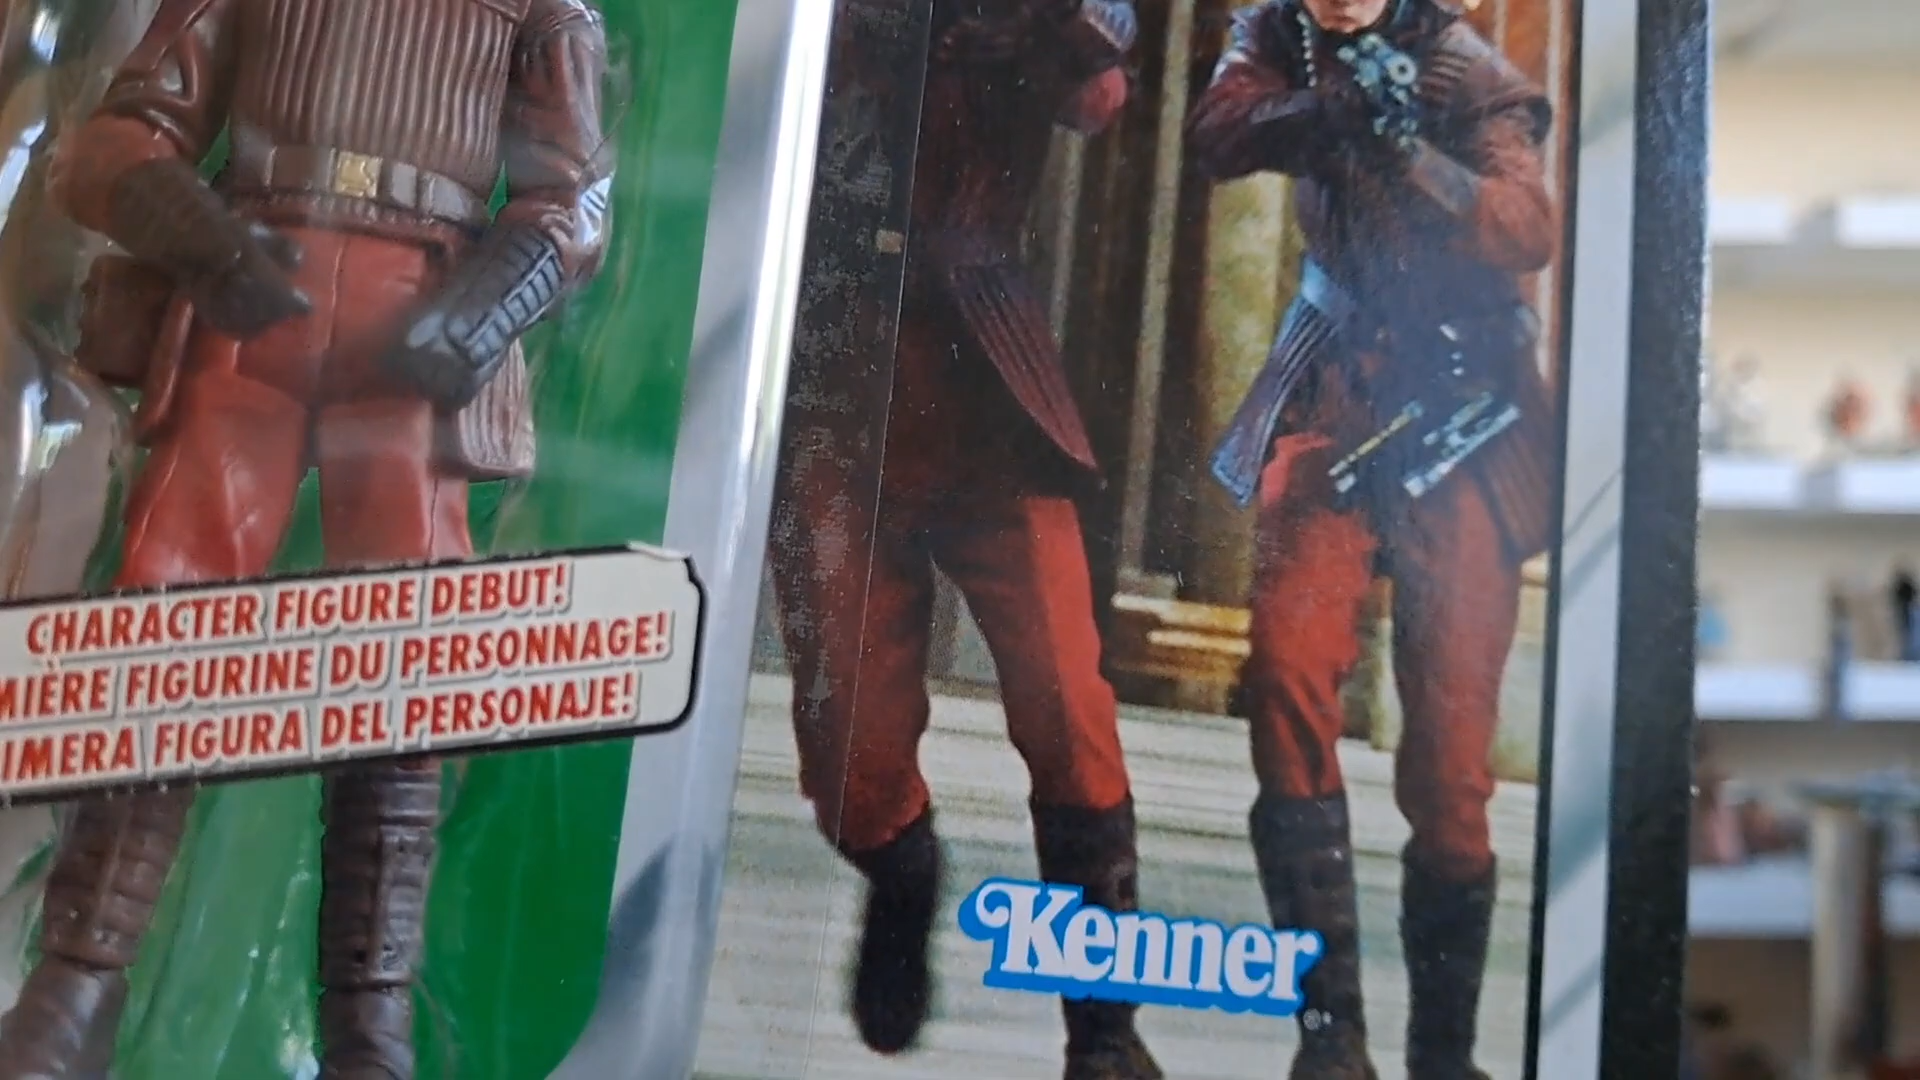 CHARACTER FIGURE DEBUT!
MIÈRE FIGURINE DU PERSONNAGE!
IMERA FIGURA DEL PERSONAJE!
Kenner